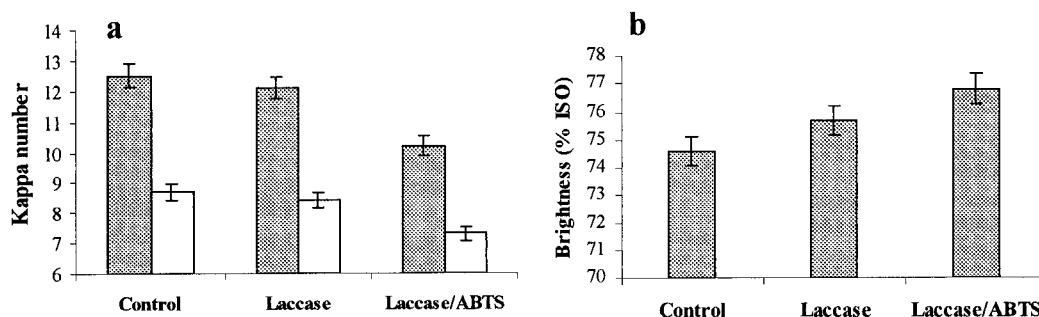 a
Kappa number
14
13
12
11
10
9
8
7
6
Control
Laccase
Laccase/ABTS
b
Brightness (% ISO)
78
77
76
75
74
73
72
71
70
Control
Laccase
Laccase/ABTS